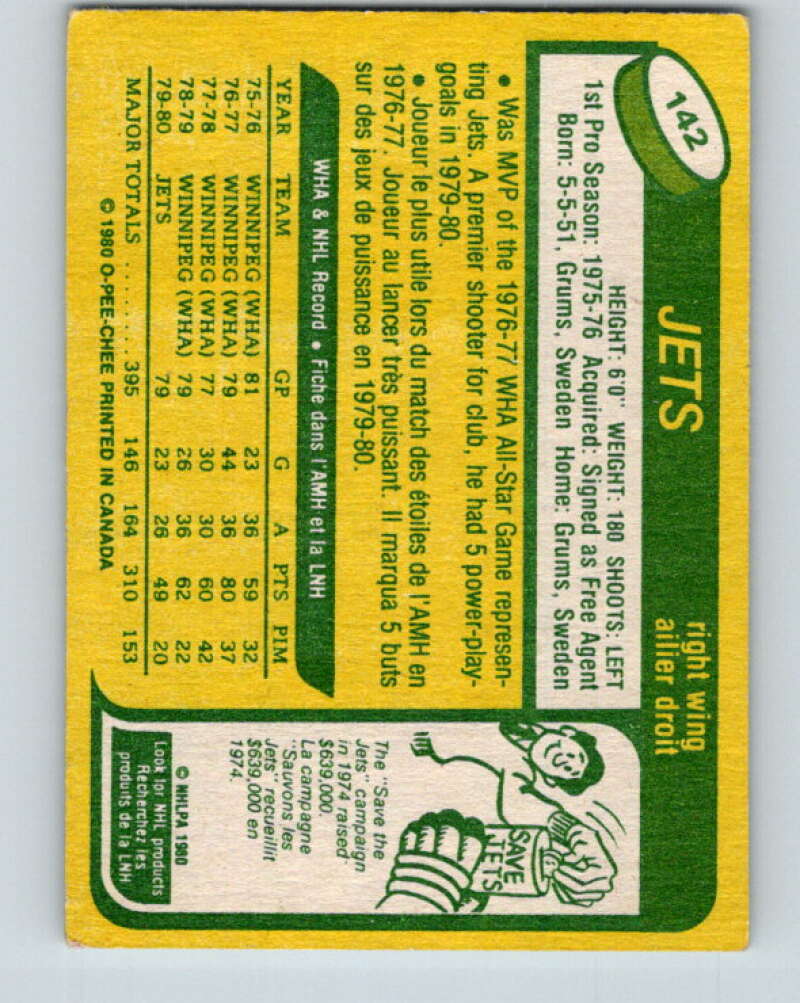 142
JETS
right wing
ailier droit
HEIGHT: 6'0" WEIGHT: 180 SHOOTS: LEFT
1st Pro Season: 1975-76 Acquired: Signed as Free Agent
Born: 5-5-51, Grums, Sweden Home: Grums, Sweden
• Was MVP of the 1976-77 WHA All-Star Game represen-
ting Jets. A premier shooter for club, he had 5 power-play-
goals in 1979-80.
• Joueur le plus utile lors du match des étoiles de l'AMH en
1976-77. Joueur au lancer très puissant. Il marqua 5 buts
sur des jeux de puissance en 1979-80.
WHA & NHL Record • Fiche dans l'AMH et la LNH
YEAR TEAM GP G A PTS PIM
75-76 WINNIPEG (WHA) 81 23 36 59 32
76-77 WINNIPEG (WHA) 79 44 36 80 37
77-78 WINNIPEG (WHA) 77 30 30 60 42
78-79 WINNIPEG (WHA) 79 26 36 62 22
79-80 JETS 79 23 26 49 20
MAJOR TOTALS ........395 146 164 310 153
© 1980 O-PEE-CHEE PRINTED IN CANADA
SAVE
JETS
The "Save the
Jets" campaign
in 1974 raised
$639,000.
La campagne
"Sauvons les
Jets" recueillit
$639,000 en
1974.
© NHLPA 1980
Look for NHL products
Recherchez les
produits de la LNH